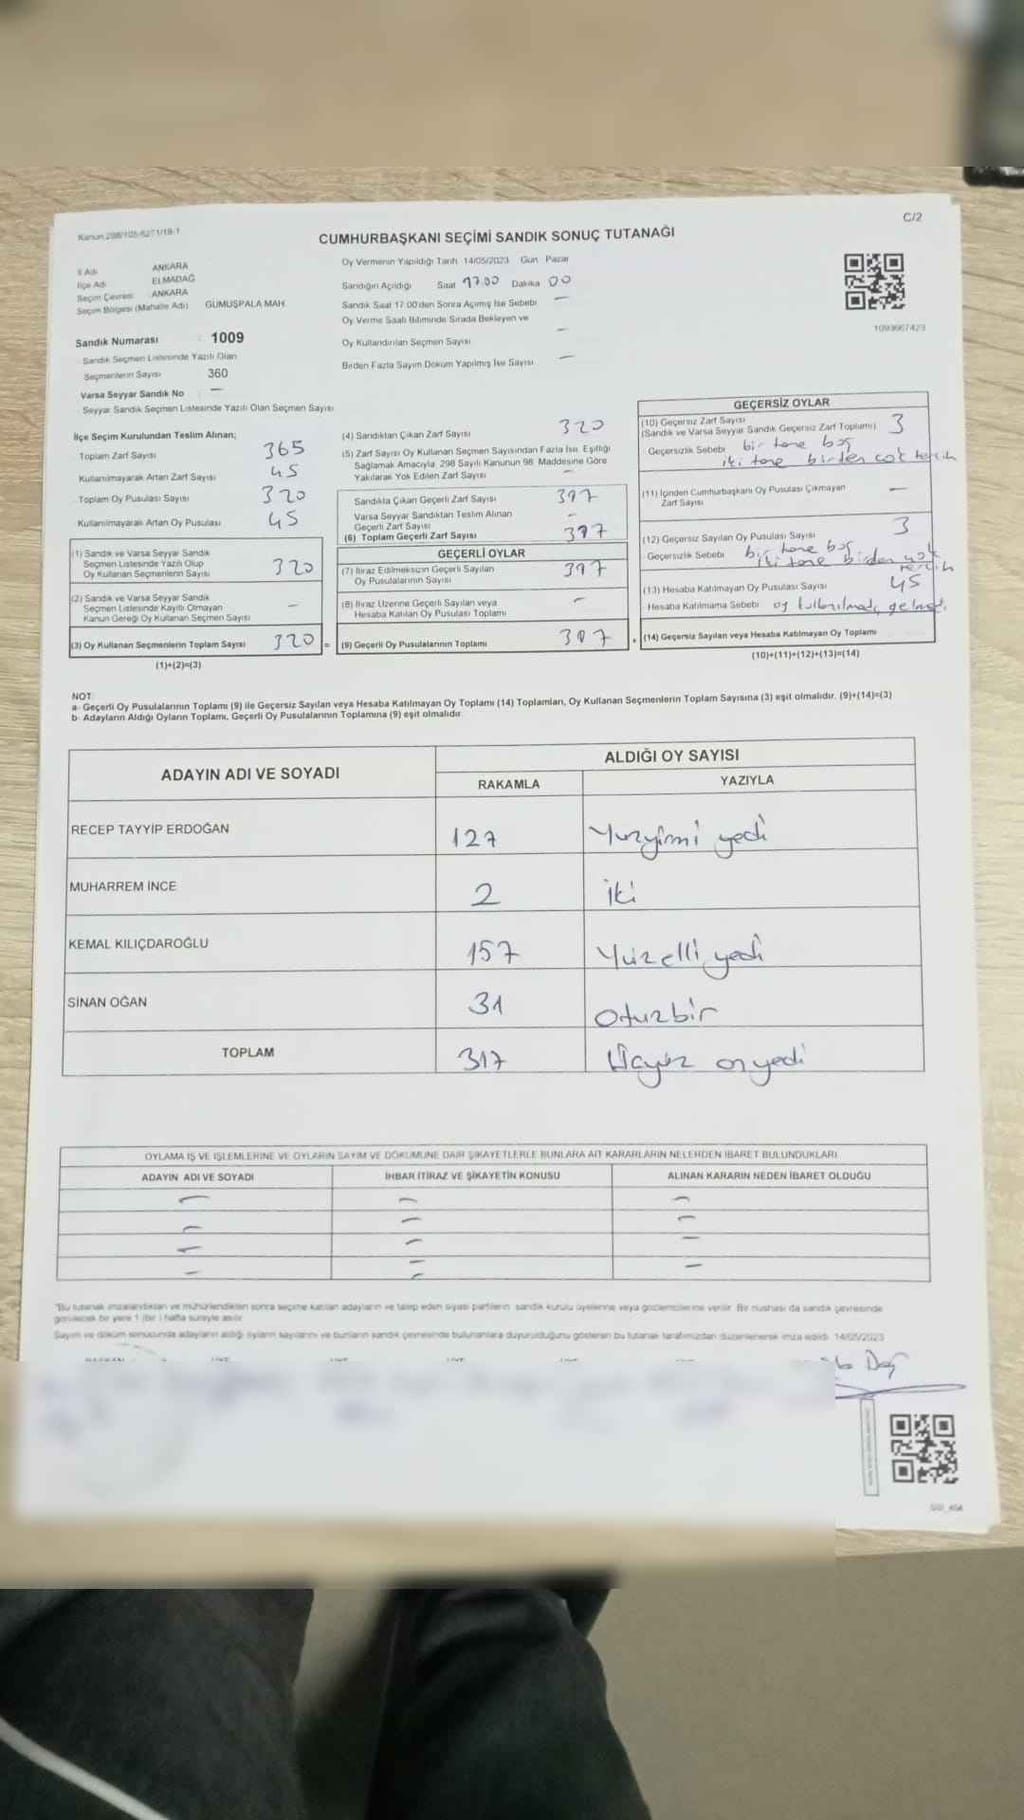 Kanun 298/105-6271/19-1
C/2
CUMHURBAŞKANI SEÇİMİ SANDIK SONUÇ TUTANAĞI
İl Adı ANKARA
İlçe Adı ELMADAĞ
Seçim Çevresi ANKARA
Seçim Bölgesi (Mahalle Adı) GÜMÜŞPALA MAH.
Sandık Numarası 1009
Sandık Seçmen Listesinde Yazılı Olan
Seçmenlerin Sayısı 360
Varsa Seyyar Sandık No —
Seyyar Sandık Seçmen Listesinde Yazılı Olan Seçmen Sayısı
Oy Vermenin Yapıldığı Tarih 14/05/2023 Gün Pazar
Sandığın Açıldığı Saat 17.00 Dakika 00
Sandık Saat 17:00'den Sonra Açılmış İse Sebebi —
Oy Verme Saati Bitiminde Sırada Bekleyen ve
Oy Kullandırılan Seçmen Sayısı —
Birden Fazla Sayım Döküm Yapılmış İse Sayısı —
1093667423
İlçe Seçim Kurulundan Teslim Alınan;
Toplam Zarf Sayısı 365
Kullanılmayarak Artan Zarf Sayısı 45
Toplam Oy Pusulası Sayısı 320
Kullanılmayarak Artan Oy Pusulası 45
(1) Sandık ve Varsa Seyyar Sandık
Seçmen Listesinde Yazılı Olup
Oy Kullanan Seçmenlerin Sayısı 320
(2) Sandık ve Varsa Seyyar Sandık
Seçmen Listesinde Kayıtlı Olmayan
Kanun Gereği Oy Kullanan Seçmen Sayısı —
(3) Oy Kullanan Seçmenlerin Toplam Sayısı 320 =
(1)+(2)=(3)
(4) Sandıktan Çıkan Zarf Sayısı 320
(5) Zarf Sayısı Oy Kullanan Seçmen Sayısından Fazla İse Eşitliği
Sağlamak Amacıyla, 298 Sayılı Kanunun 98. Maddesine Göre
Yakılarak Yok Edilen Zarf Sayısı —
Sandıkta Çıkan Geçerli Zarf Sayısı 317
Varsa Seyyar Sandıktan Teslim Alınan
Geçerli Zarf Sayısı —
(6) Toplam Geçerli Zarf Sayısı 317
GEÇERLİ OYLAR
(7) İtiraz Edilmeksizin Geçerli Sayılan
Oy Pusulalarının Sayısı 317
(8) İtiraz Üzerine Geçerli Sayılan veya
Hesaba Katılan Oy Pusulası Toplamı —
(9) Geçerli Oy Pusulalarının Toplamı 317 +
GEÇERSİZ OYLAR
(10) Geçersiz Zarf Sayısı
(Sandık ve Varsa Seyyar Sandık Geçersiz Zarf Toplamı) 3
Geçersizlik Sebebi bir tane boş
iki tane birden çok tercih
(11) İçinden Cumhurbaşkanı Oy Pusulası Çıkmayan
Zarf Sayısı —
(12) Geçersiz Sayılan Oy Pusulası Sayısı 3
Geçersizlik Sebebi bir tane boş
iki tane birden çok
tercih
(13) Hesaba Katılmayan Oy Pusulası Sayısı 45
Hesaba Katılmama Sebebi oy kullanılmadı, gelmedi
(14) Geçersiz Sayılan veya Hesaba Katılmayan Oy Toplamı
(10)+(11)+(12)+(13)=(14)
NOT:
a- Geçerli Oy Pusulalarının Toplamı (9) ile Geçersiz Sayılan veya Hesaba Katılmayan Oy Toplamı (14) Toplamları, Oy Kullanan Seçmenlerin Toplam Sayısına (3) eşit olmalıdır. (9)+(14)=(3)
b- Adayların Aldığı Oyların Toplamı, Geçerli Oy Pusulalarının Toplamına (9) eşit olmalıdır.
ADAYIN ADI VE SOYADI
ALDIĞI OY SAYISI
RAKAMLA YAZIYLA
RECEP TAYYİP ERDOĞAN 127 Yüzyirmi yedi
MUHARREM İNCE 2 İki
KEMAL KILIÇDAROĞLU 157 Yüzelli yedi
SİNAN OĞAN 31 Otuzbir
TOPLAM 317 Üçyüz onyedi
OYLAMA İŞ VE İŞLEMLERİNE VE OYLARIN SAYIM VE DÖKÜMÜNE DAİR ŞİKAYETLERLE BUNLARA AİT KARARLARIN NELERDEN İBARET BULUNDUKLARI
ADAYIN ADI VE SOYADI İHBAR İTİRAZ VE ŞİKAYETİN KONUSU ALINAN KARARIN NEDEN İBARET OLDUĞU
— — —
— — —
— — —
— — —
"Bu tutanak imzalandıktan ve mühürlendikten sonra seçime katılan adayların ve talep eden siyasi partilerin sandık kurulu üyelerine veya gözlemcilerine verilir. Bir nüshası da sandık çevresinde
görülecek bir yere 1 (bir) hafta süreyle asılır.
Sayım ve döküm sonucunda adayların aldığı oyların sayılarını ve bunların sandık çevresinde bulunanlara duyurulduğunu gösteren bu tutanak tarafımızdan düzenlenerek imza edildi. 14/05/2023